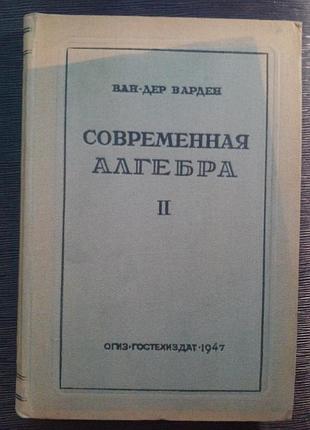 ВАН-ДЕР ВАРДЕН
СОВРЕМЕННАЯ
АЛГЕБРА
II
ОГИЗ·ГОСТЕХИЗДАТ·1947